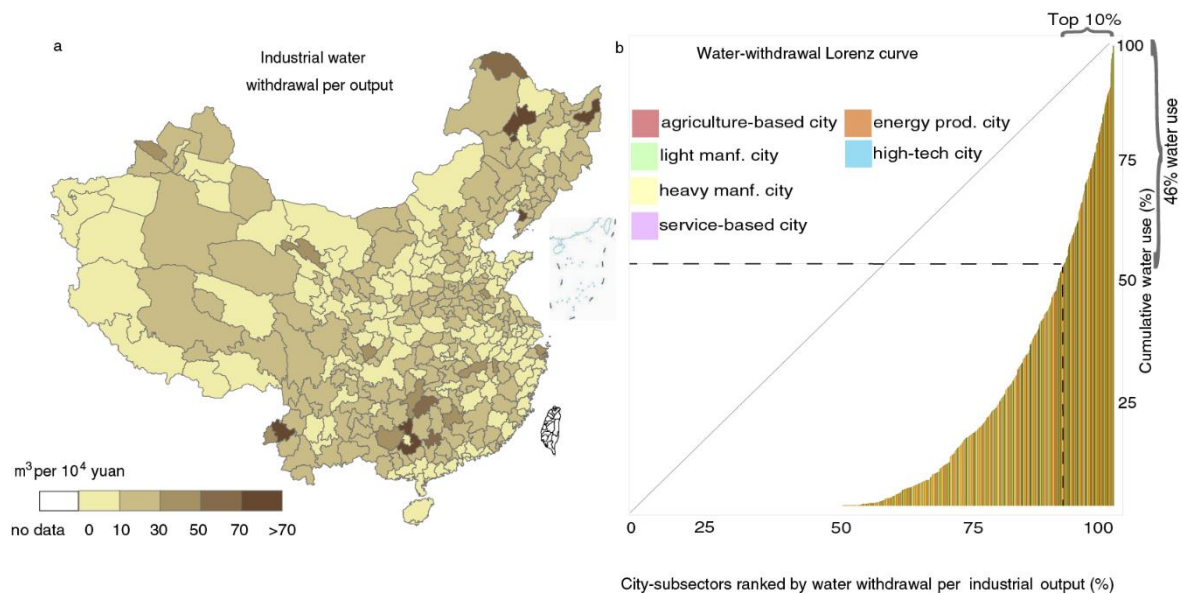 a
Industrial water
withdrawal per output
m³ per 10⁴ yuan
no data 0 10 30 50 70 >70
b
Top 10%
Water-withdrawal Lorenz curve
agriculture-based city
light manf. city
heavy manf. city
service-based city
energy prod. city
high-tech city
100
75
50
25
Cumulative water use (%)
46% water use
0 25 50 75 100
City-subsectors ranked by water withdrawal per industrial output (%)